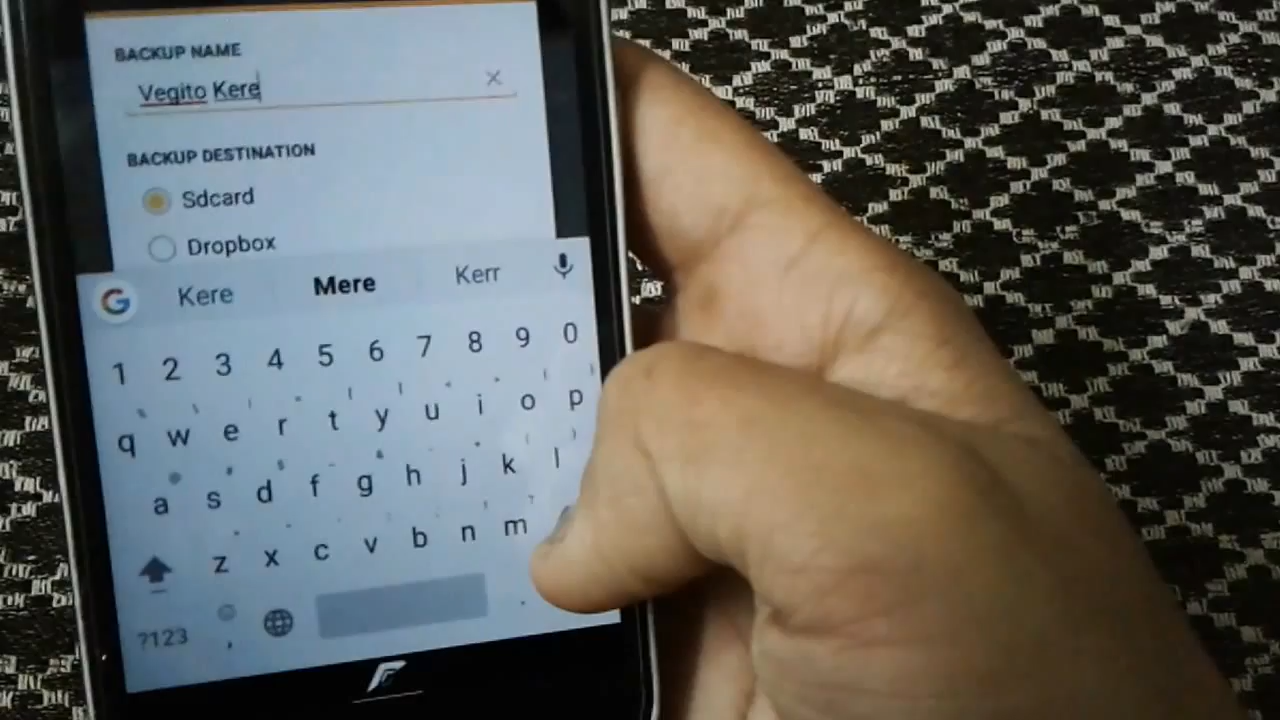 BACKUP NAME
Vegito Kere
BACKUP DESTINATION
Sdcard
Dropbox
Kere Mere Kerr
1 2 3 4 5 6 7 8 9 0
q w e r t y u i o p
a s d f g h j k l
z x c v b n m
?123 , .